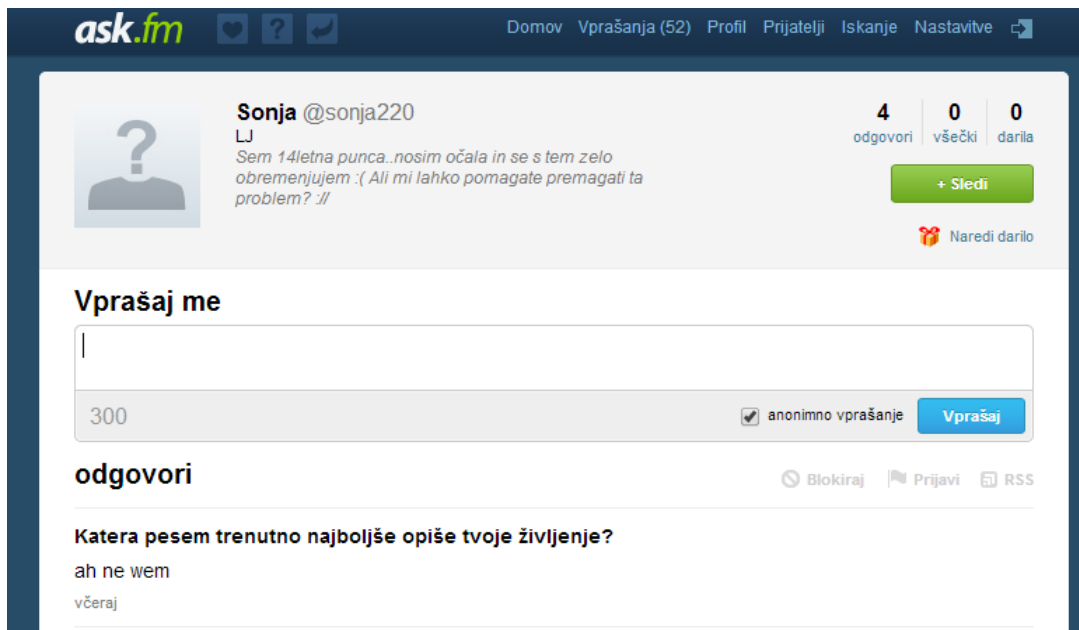 ask.fm ? Domov Vprašanja (52) Profil Prijatelji Iskanje Nastavitve
?
Sonja @sonja220
LJ
Sem 14letna punca..nosim očala in se s tem zelo
obremenjujem :( Ali mi lahko pomagate premagati ta
problem? ://
4 0 0
odgovori všečki darila
+ Sledi
Naredi darilo
Vprašaj me
300 anonimno vprašanje Vprašaj
odgovori Blokiraj Prijavi RSS
Katera pesem trenutno najboljše opiše tvoje življenje?
ah ne wem
včeraj